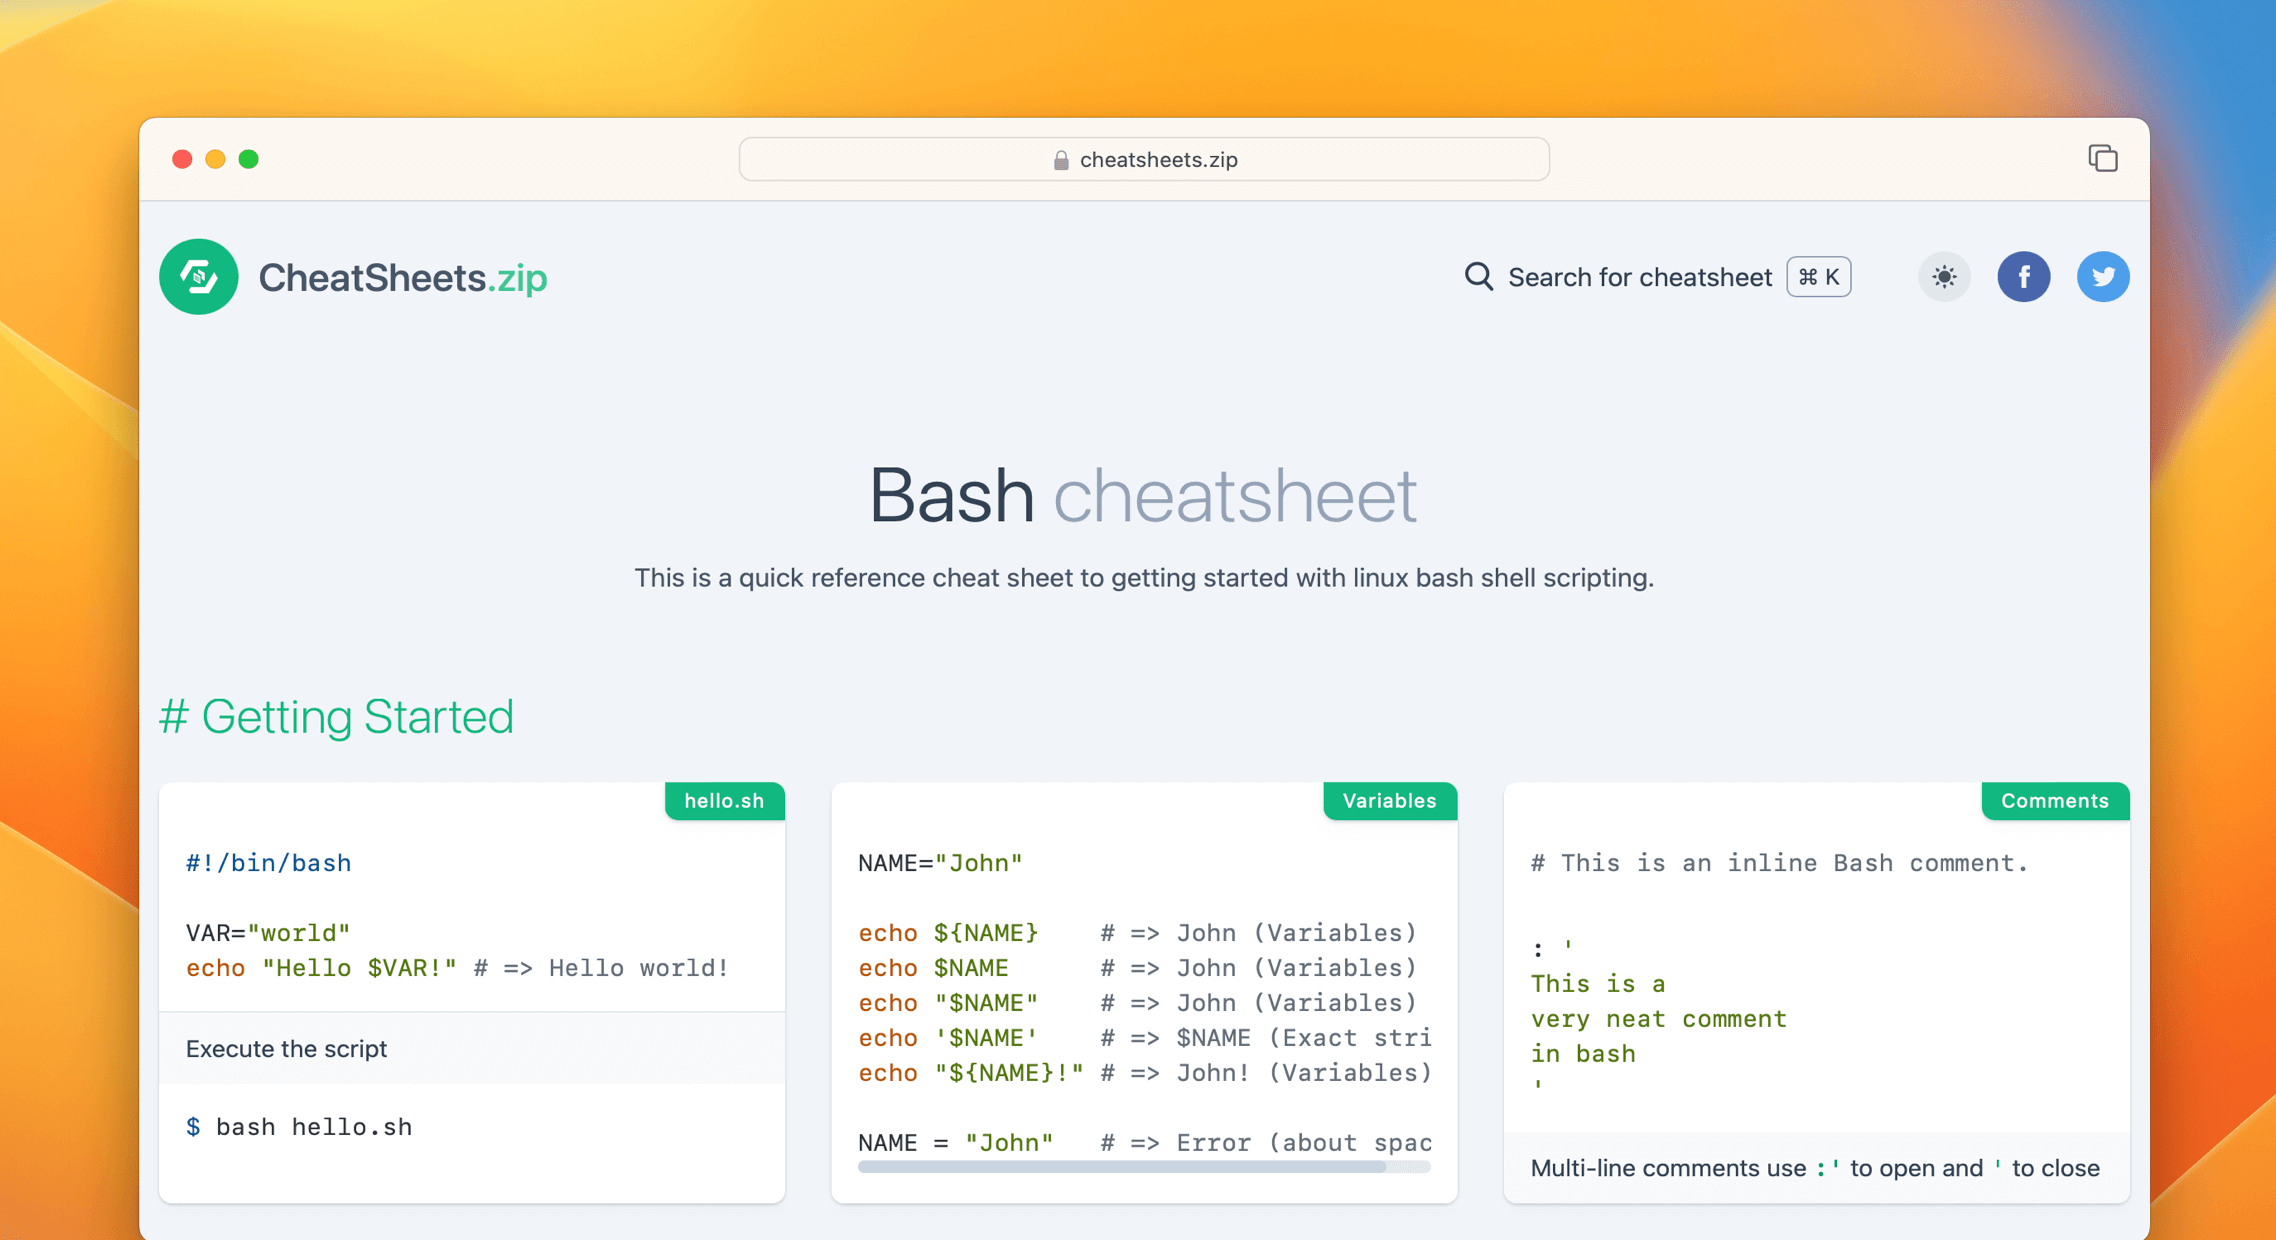 cheatsheets.zip
CheatSheets.zip
Search for cheatsheet ⌘ K
Bash cheatsheet
This is a quick reference cheat sheet to getting started with linux bash shell scripting.
# Getting Started
hello.sh
#!/bin/bash
VAR="world"
echo "Hello $VAR!" # => Hello world!
Execute the script
$ bash hello.sh
Variables
NAME="John"
echo ${NAME}    # => John (Variables)
echo $NAME      # => John (Variables)
echo "$NAME"    # => John (Variables)
echo '$NAME'    # => $NAME (Exact stri
echo "${NAME}!" # => John! (Variables)
NAME = "John"   # => Error (about spac
Comments
# This is an inline Bash comment.
: '
This is a
very neat comment
in bash
'
Multi-line comments use :' to open and ' to close